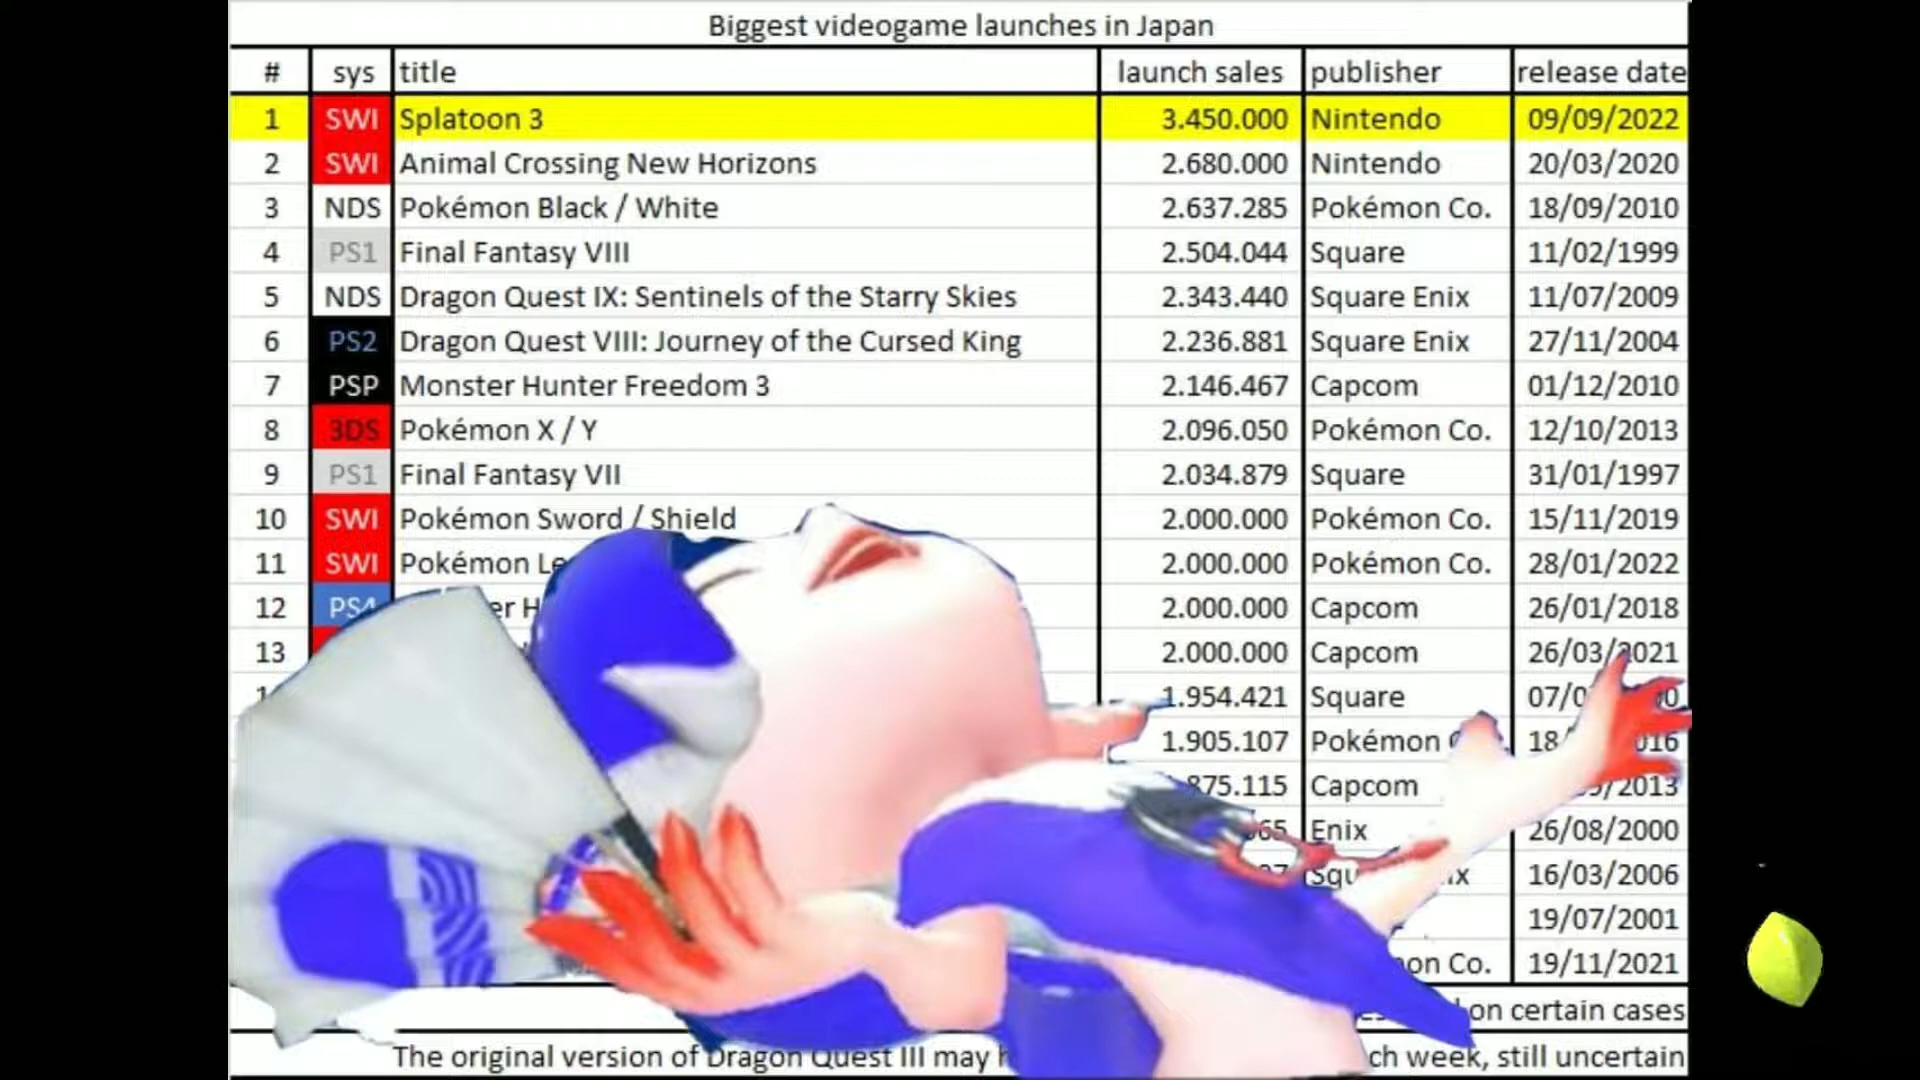 Biggest videogame launches in Japan
# sys title launch sales publisher release date
1 SWI Splatoon 3 3.450.000 Nintendo 09/09/2022
2 SWI Animal Crossing New Horizons 2.680.000 Nintendo 20/03/2020
3 NDS Pokémon Black / White 2.637.285 Pokémon Co. 18/09/2010
4 PS1 Final Fantasy VIII 2.504.044 Square 11/02/1999
5 NDS Dragon Quest IX: Sentinels of the Starry Skies 2.343.440 Square Enix 11/07/2009
6 PS2 Dragon Quest VIII: Journey of the Cursed King 2.236.881 Square Enix 27/11/2004
7 PSP Monster Hunter Freedom 3 2.146.467 Capcom 01/12/2010
8 3DS Pokémon X / Y 2.096.050 Pokémon Co. 12/10/2013
9 PS1 Final Fantasy VII 2.034.879 Square 31/01/1997
10 SWI Pokémon Sword / Shield 2.000.000 Pokémon Co. 15/11/2019
11 SWI Pokémon 2.000.000 Pokémon Co. 28/01/2022
12 PS4 2.000.000 Capcom 26/01/2018
13 2.000.000 Capcom 26/03/2021
1.954.421 Square
1.905.107 Pokémon
Capcom
Enix 26/08/2000
16/03/2006
19/07/2001
Co. 19/11/2021
on certain cases
The original version of Dragon Quest III may week, still uncertain